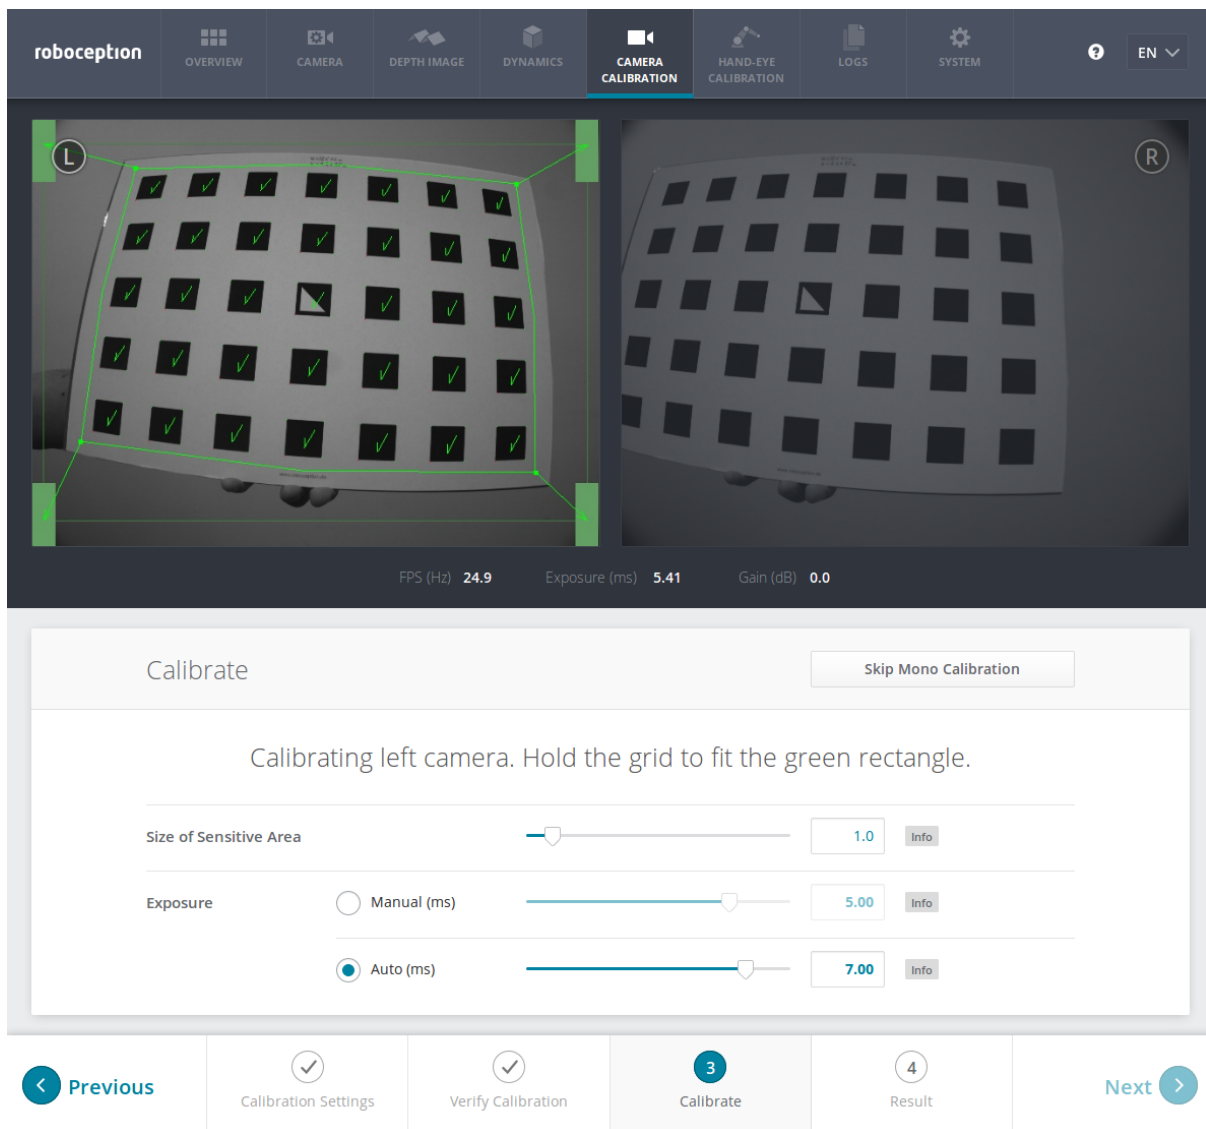 roboception
OVERVIEW
CAMERA
DEPTH IMAGE
DYNAMICS
CAMERA
CALIBRATION
HAND-EYE
CALIBRATION
LOGS
SYSTEM
?
EN
L
R
FPS (Hz) 24.9 Exposure (ms) 5.41 Gain (dB) 0.0
Calibrate
Skip Mono Calibration
Calibrating left camera. Hold the grid to fit the green rectangle.
Size of Sensitive Area 1.0 Info
Exposure Manual (ms) 5.00 Info
Auto (ms) 7.00 Info
Previous
Calibration Settings
Verify Calibration
3
Calibrate
4
Result
Next